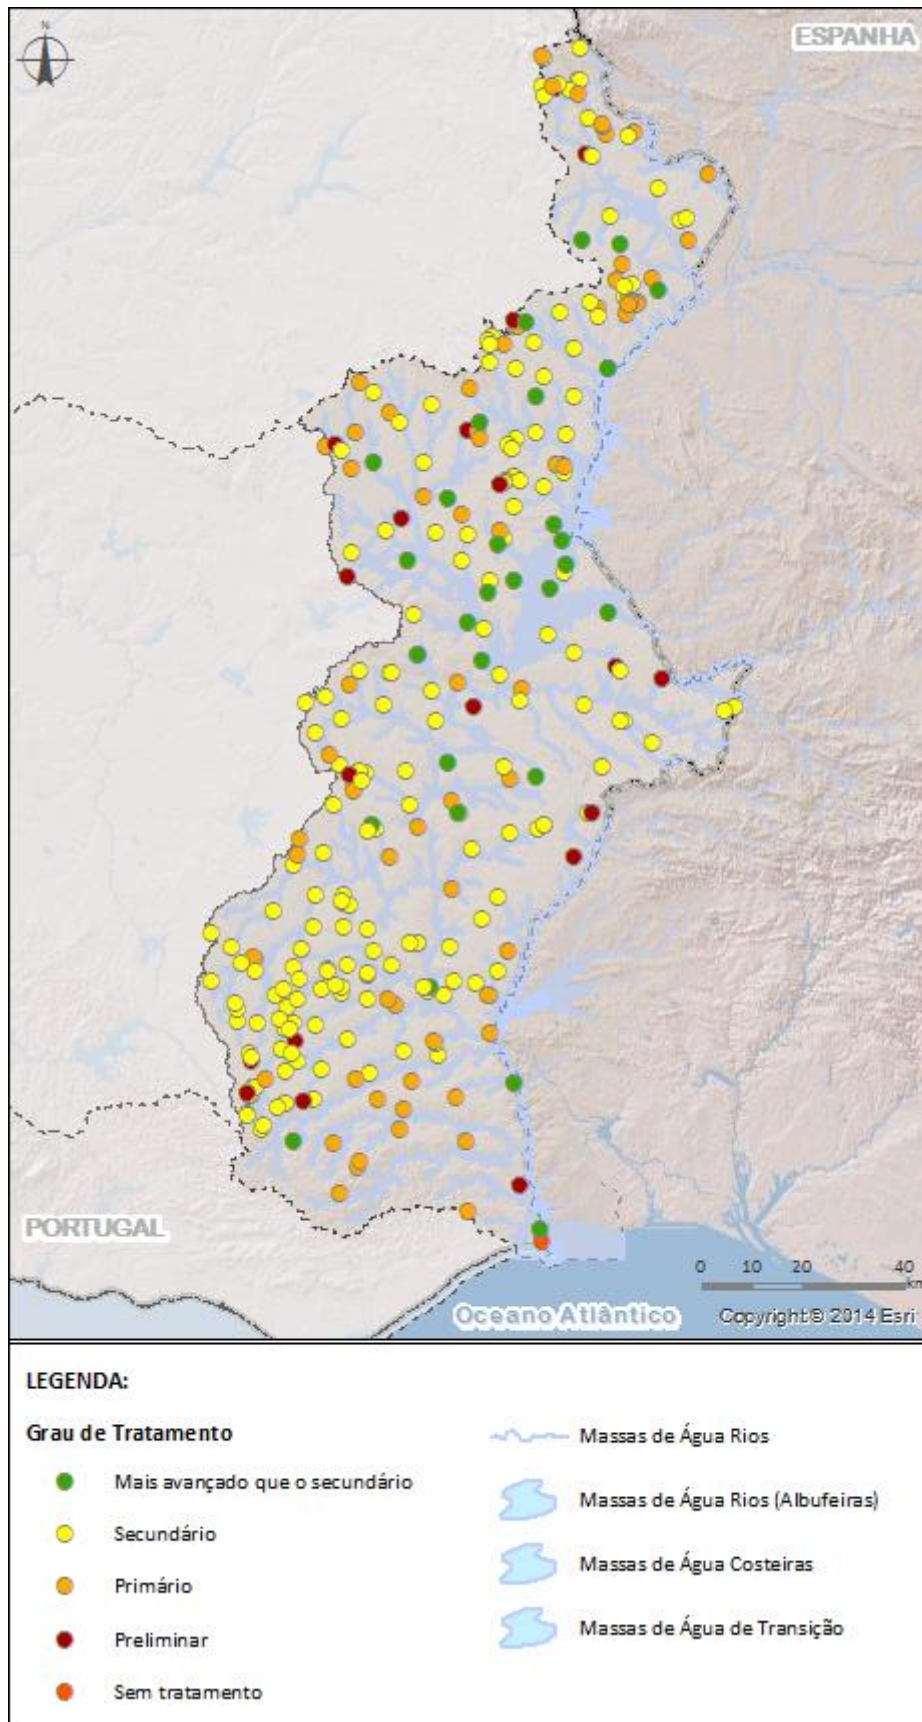 N
ESPANHA
PORTUGAL
0 10 20 40
km
Oceano Atlântico
Copyright© 2014 Esri
LEGENDA:
Grau de Tratamento
Mais avançado que o secundário
Secundário
Primário
Preliminar
Sem tratamento
Massas de Água Rios
Massas de Água Rios (Albufeiras)
Massas de Água Costeiras
Massas de Água de Transição